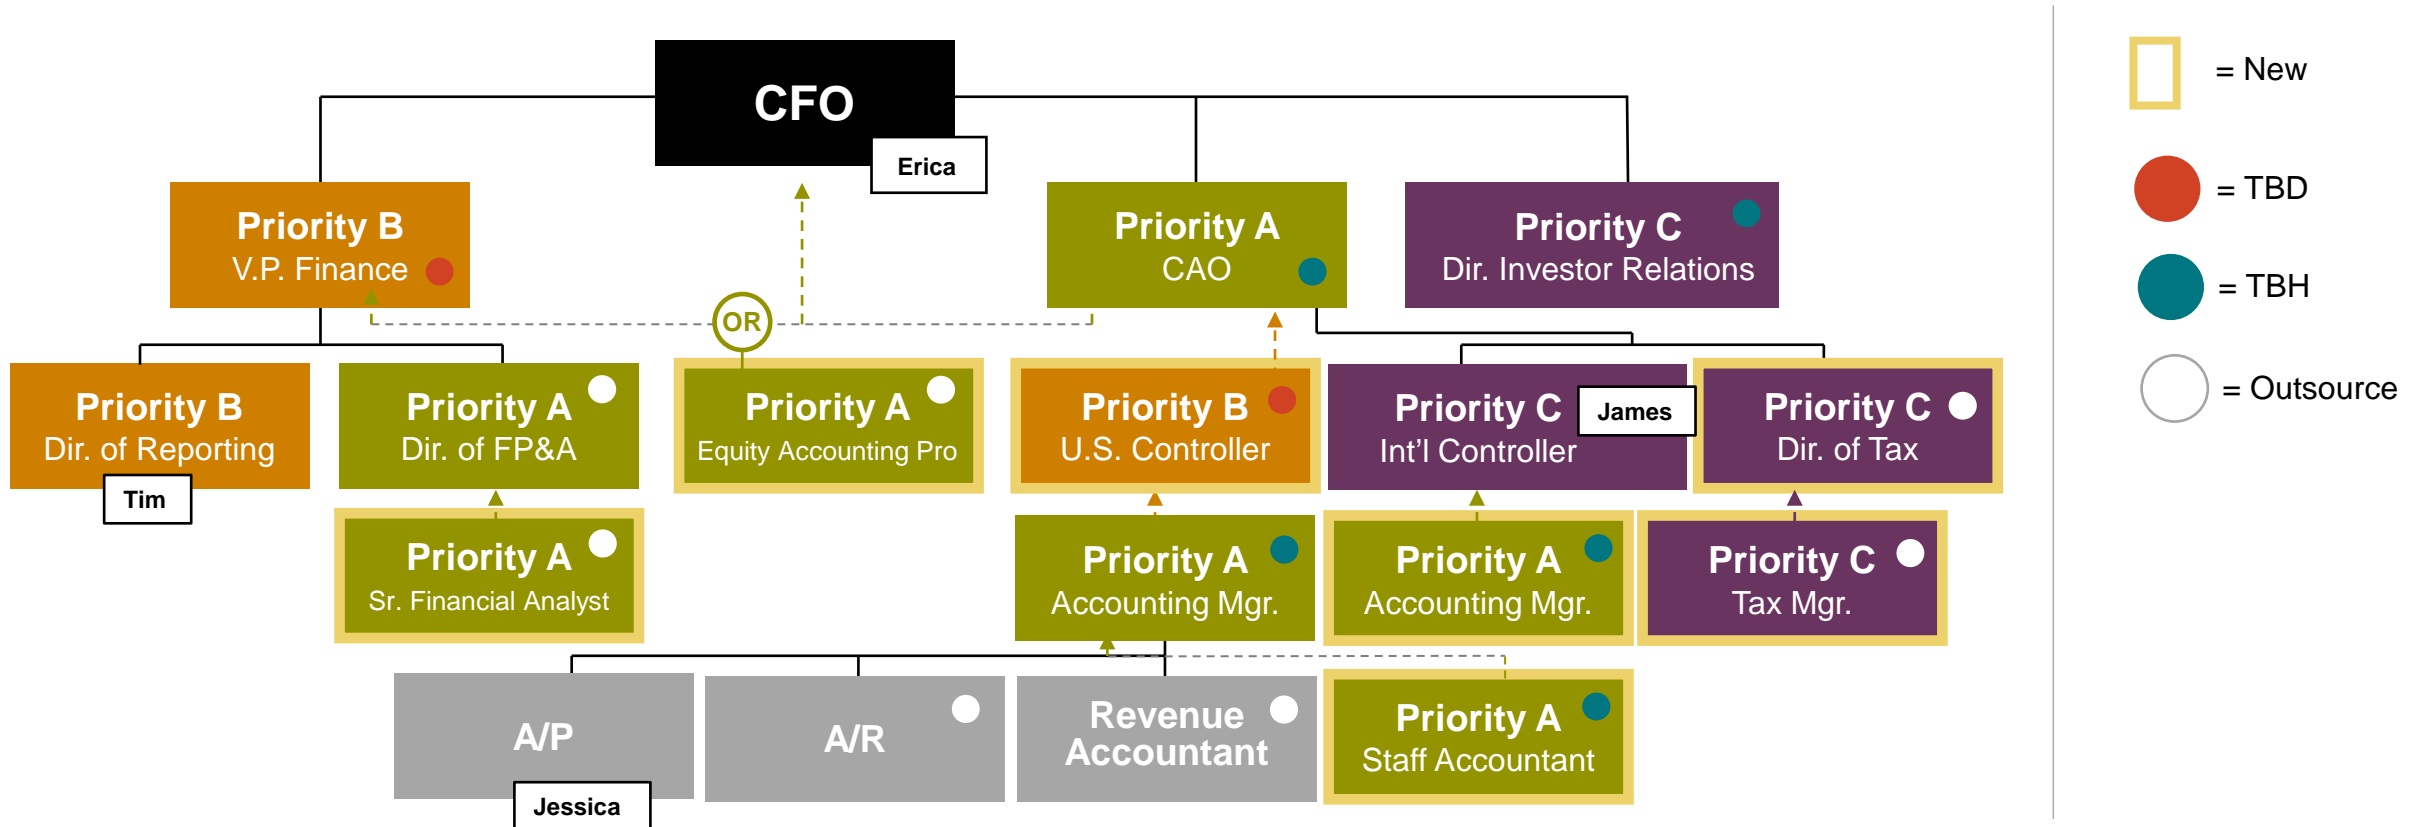 CFO
Erica
Priority B
V.P. Finance
Priority A
CAO
Priority C
Dir. Investor Relations
OR
Priority B
Dir. of Reporting
Tim
Priority A
Dir. of FP&A
Priority A
Equity Accounting Pro
Priority B
U.S. Controller
Priority C
Int'l Controller
James
Priority C
Dir. of Tax
Priority A
Sr. Financial Analyst
Priority A
Accounting Mgr.
Priority A
Accounting Mgr.
Priority C
Tax Mgr.
A/P
Jessica
A/R
Revenue
Accountant
Priority A
Staff Accountant
= New
= TBD
= TBH
= Outsource